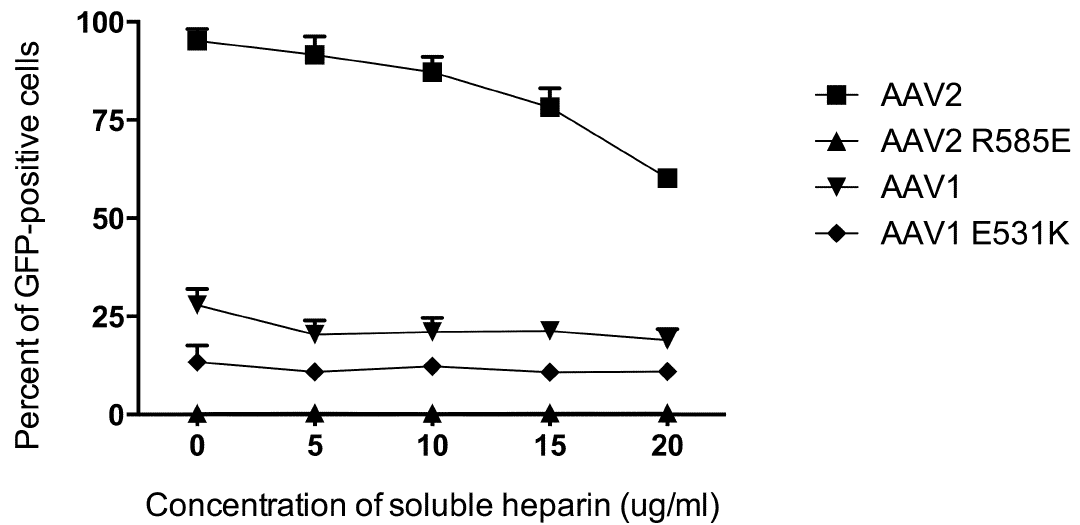 100
75
50
25
0
Percent of GFP-positive cells
0 5 10 15 20
Concentration of soluble heparin (ug/ml)
AAV2
AAV2 R585E
AAV1
AAV1 E531K